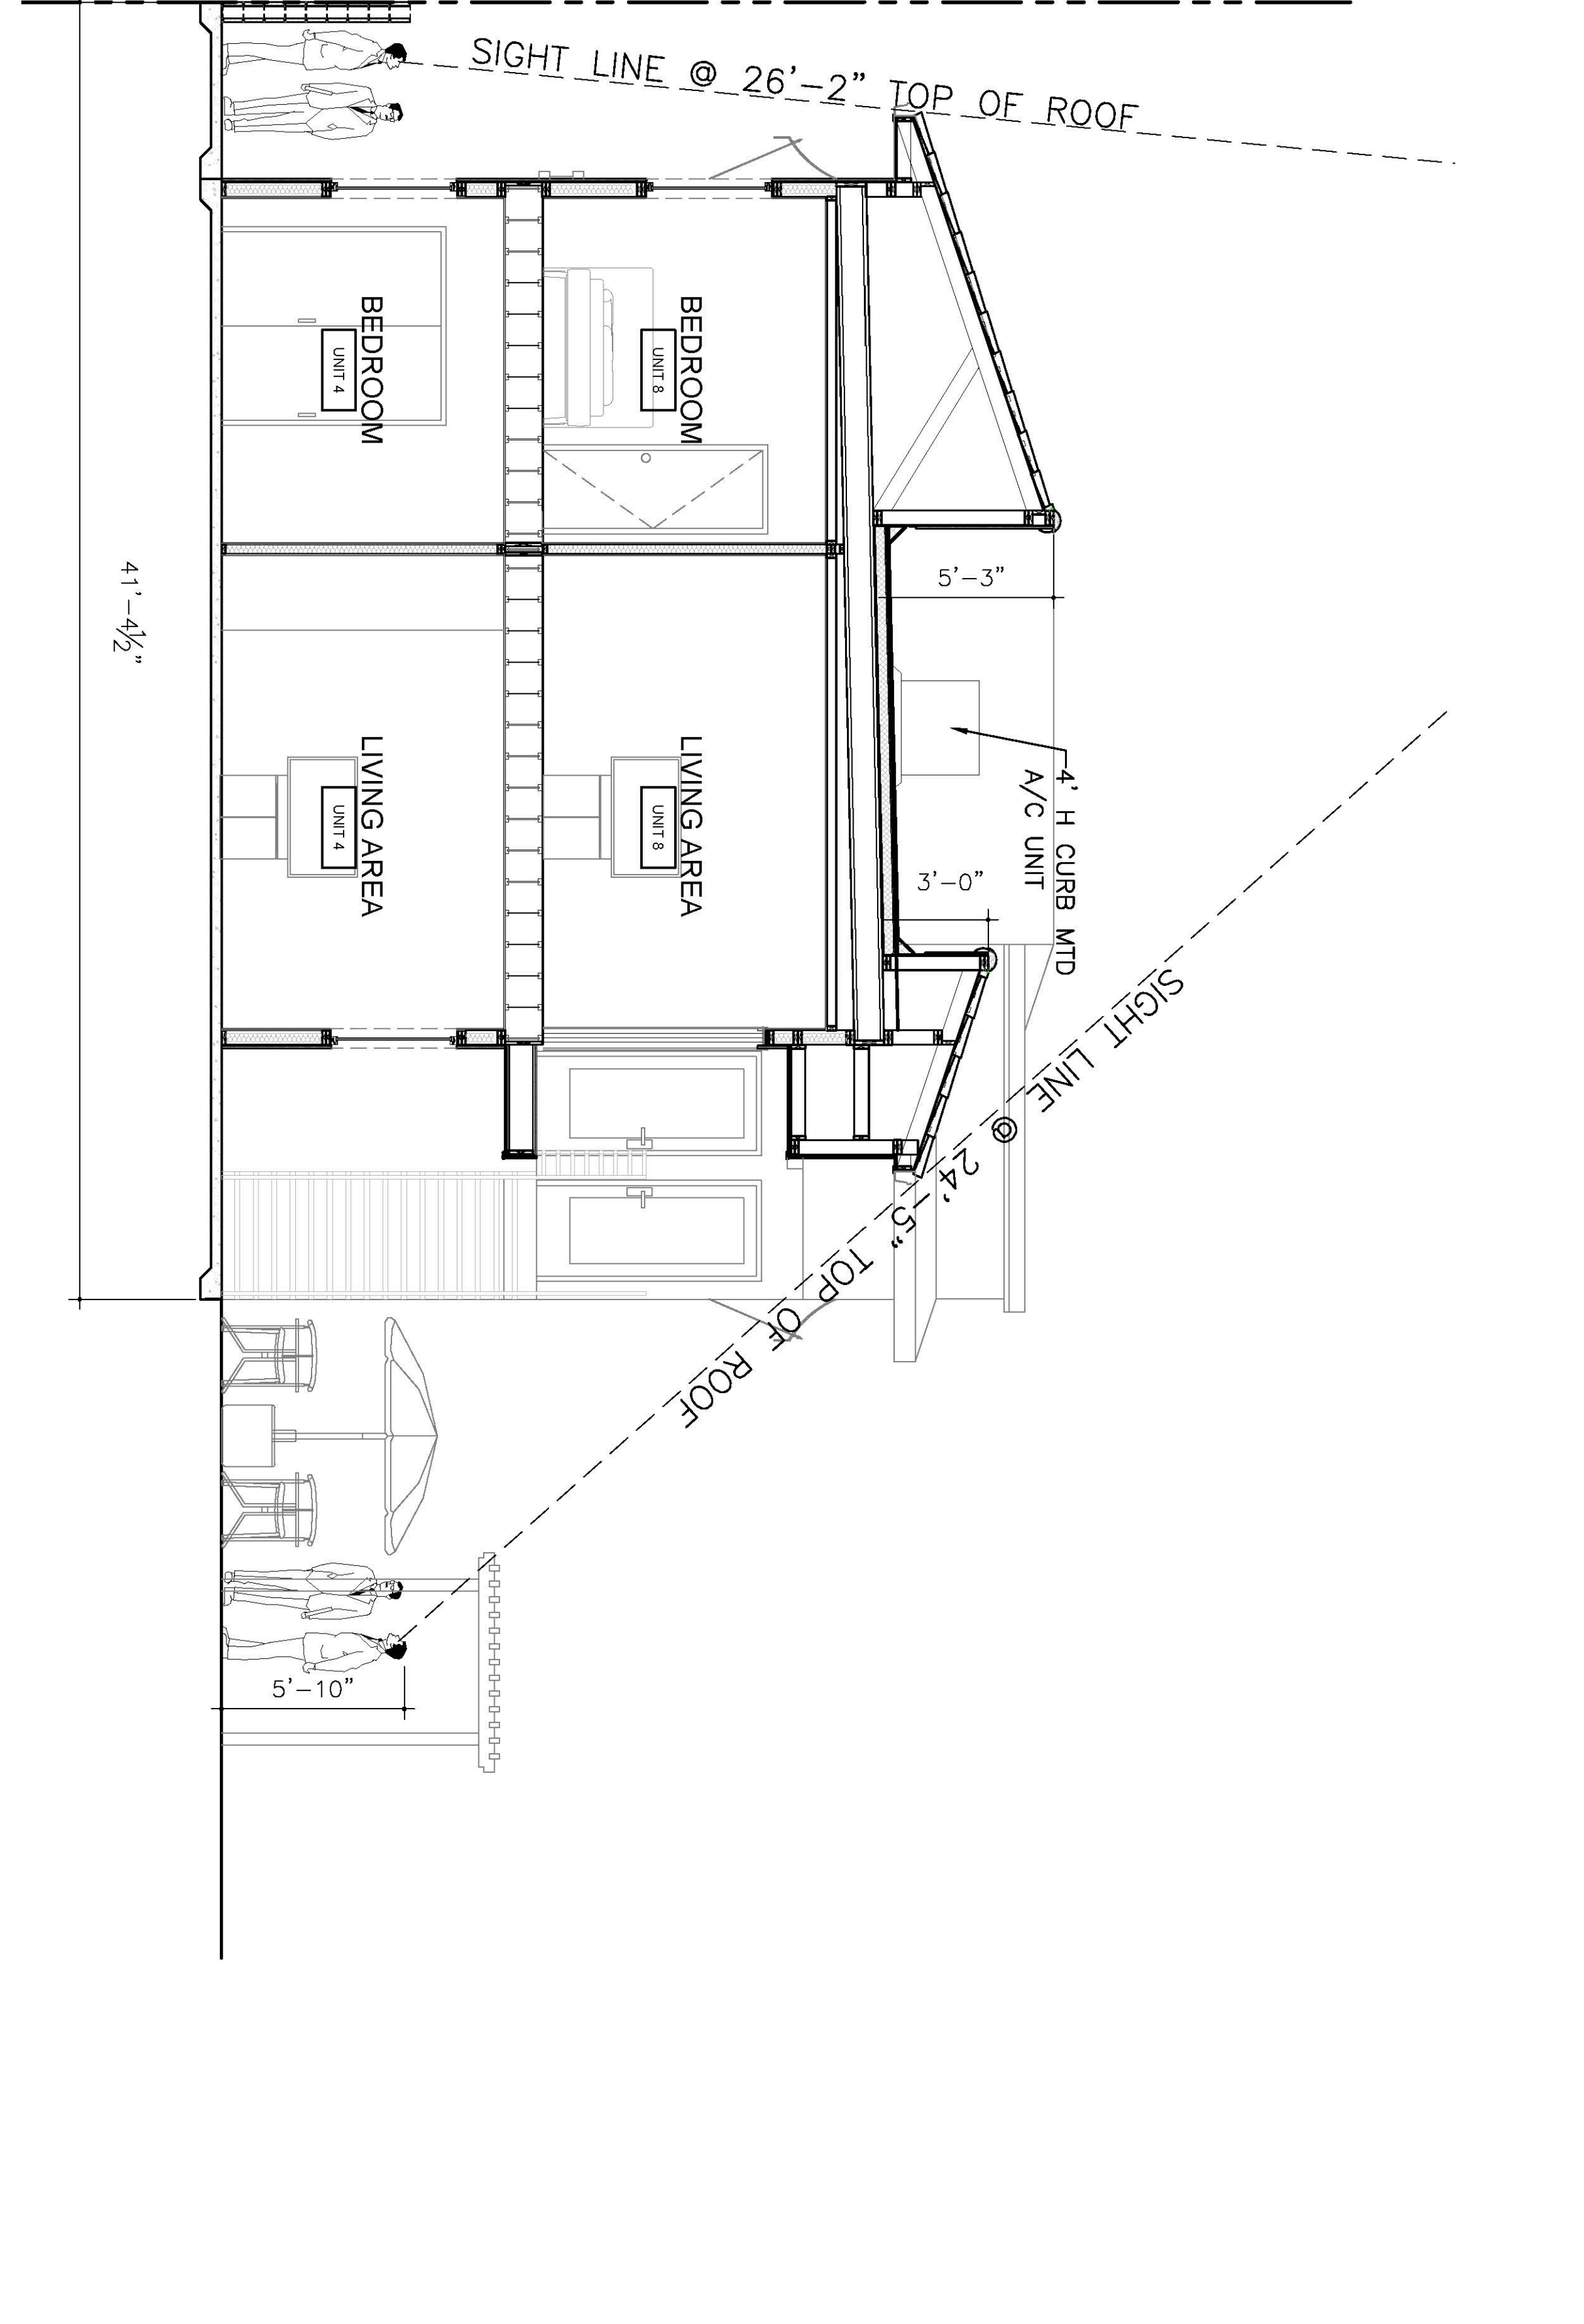 SIGHT LINE @ 26'-2" TOP OF ROOF
BEDROOM
UNIT 4
BEDROOM
UNIT 8
5'-3"
41'-4½"
4' H CURB MTD
A/C UNIT
3'-0"
LIVING AREA
UNIT 4
LIVING AREA
UNIT 8
SIGHT LINE @ 24'-5" TOP OF ROOF
5'-10"